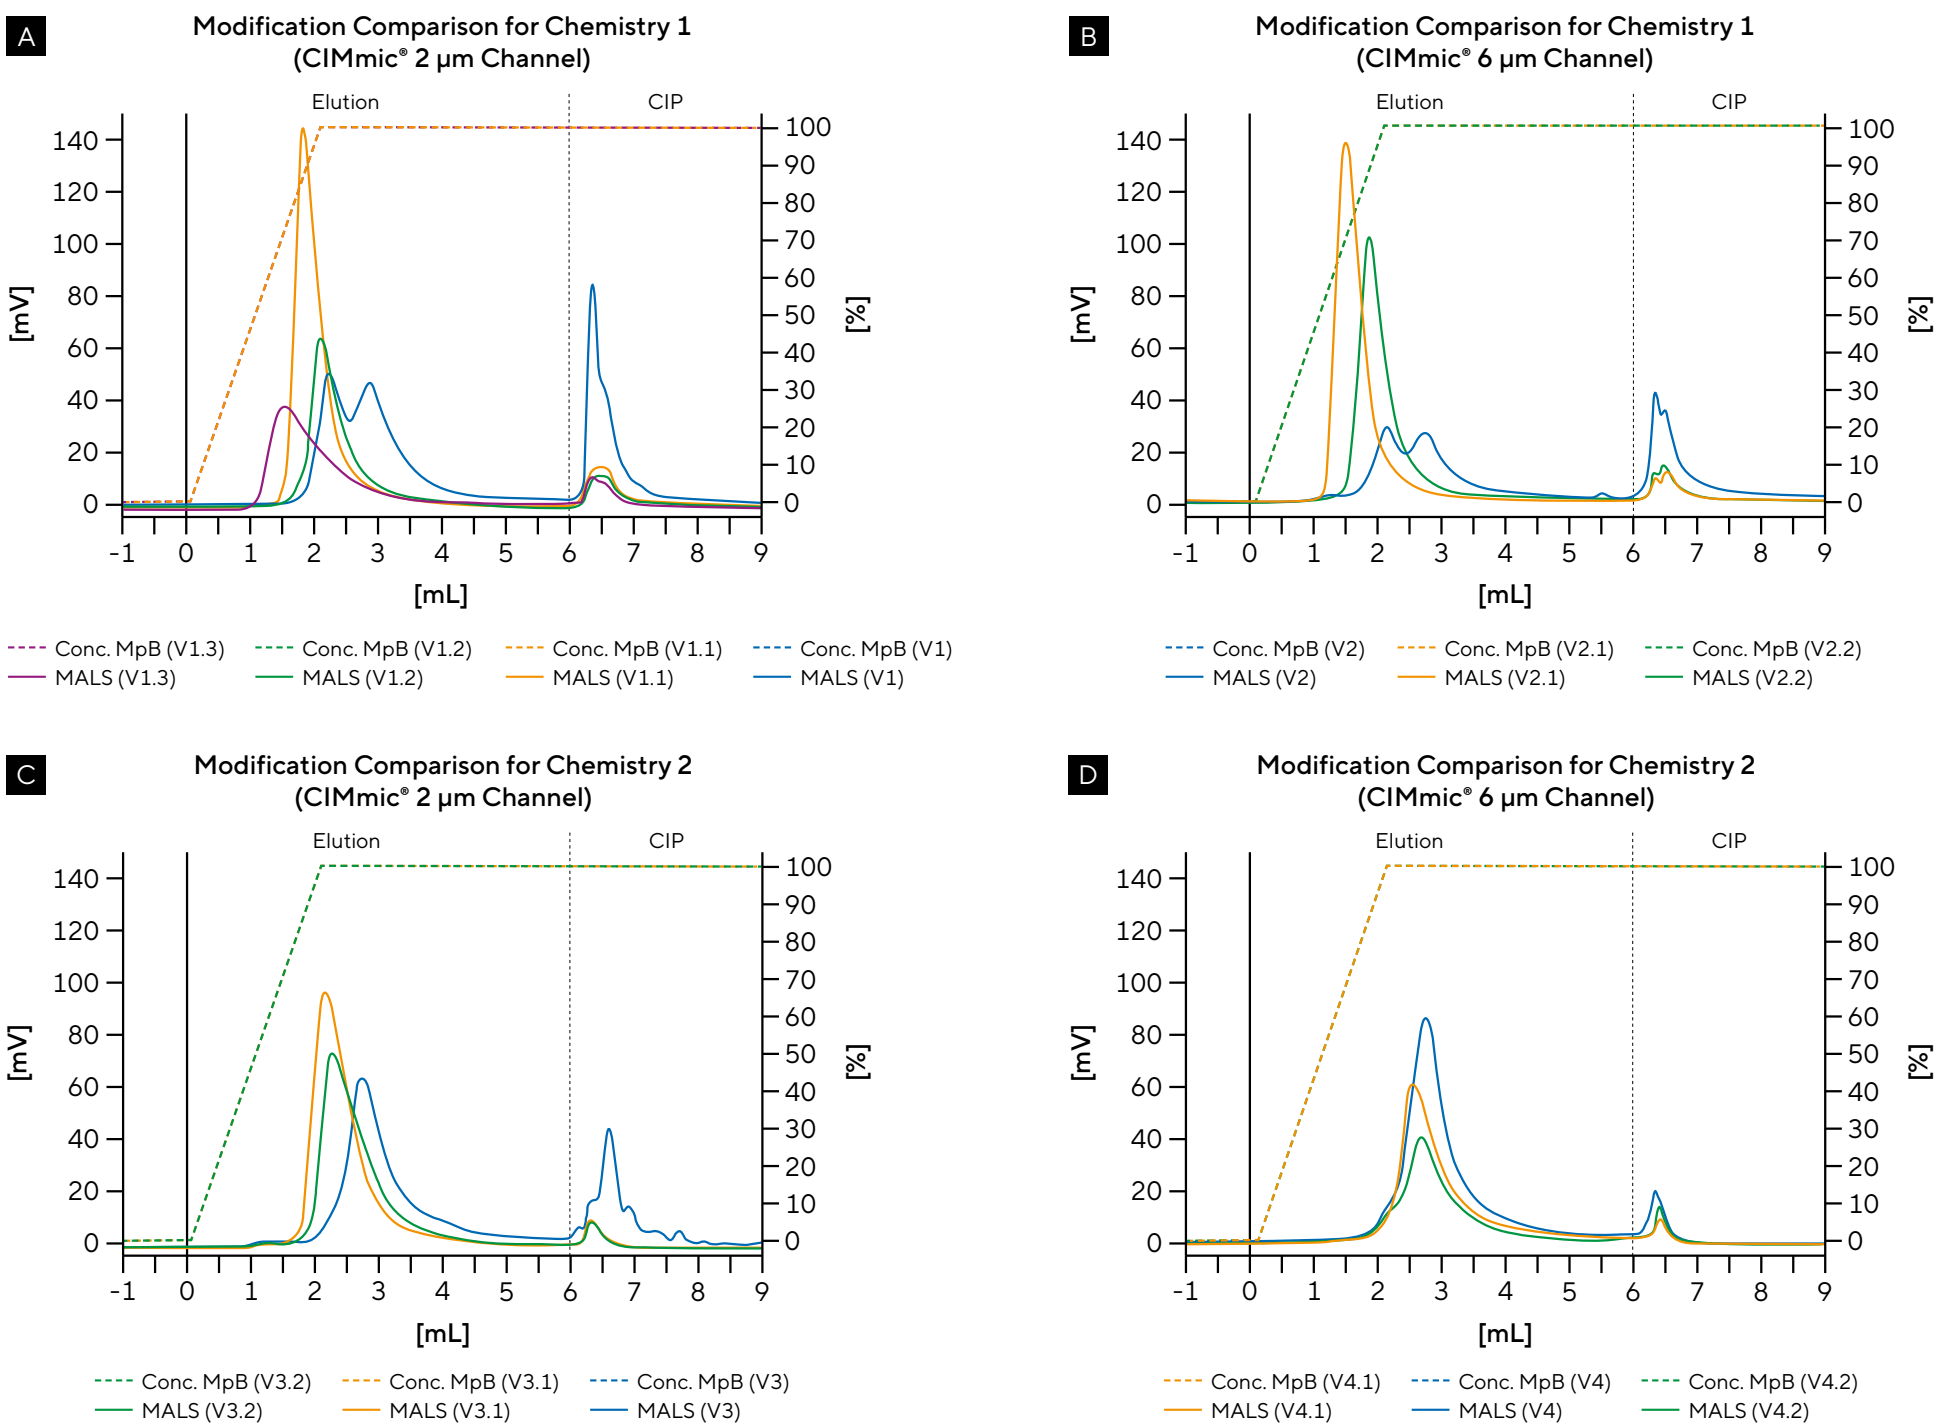 A
Modification Comparison for Chemistry 1
(CIMmic® 2 µm Channel)
Elution CIP
140 120 100 80 60 40 20 0
[mV]
100 90 80 70 60 50 40 30 20 10 0
[%]
-1 0 1 2 3 4 5 6 7 8 9
[mL]
Conc. MpB (V1.3) Conc. MpB (V1.2) Conc. MpB (V1.1) Conc. MpB (V1)
MALS (V1.3) MALS (V1.2) MALS (V1.1) MALS (V1)
B
Modification Comparison for Chemistry 1
(CIMmic® 6 µm Channel)
Elution CIP
140 120 100 80 60 40 20 0
[mV]
100 90 80 70 60 50 40 30 20 10 0
[%]
-1 0 1 2 3 4 5 6 7 8 9
[mL]
Conc. MpB (V2) Conc. MpB (V2.1) Conc. MpB (V2.2)
MALS (V2) MALS (V2.1) MALS (V2.2)
C
Modification Comparison for Chemistry 2
(CIMmic® 2 µm Channel)
Elution CIP
140 120 100 80 60 40 20 0
[mV]
100 90 80 70 60 50 40 30 20 10 0
[%]
-1 0 1 2 3 4 5 6 7 8 9
[mL]
Conc. MpB (V3.2) Conc. MpB (V3.1) Conc. MpB (V3)
MALS (V3.2) MALS (V3.1) MALS (V3)
D
Modification Comparison for Chemistry 2
(CIMmic® 6 µm Channel)
Elution CIP
140 120 100 80 60 40 20 0
[mV]
100 90 80 70 60 50 40 30 20 10 0
[%]
-1 0 1 2 3 4 5 6 7 8 9
[mL]
Conc. MpB (V4.1) Conc. MpB (V4) Conc. MpB (V4.2)
MALS (V4.1) MALS (V4) MALS (V4.2)